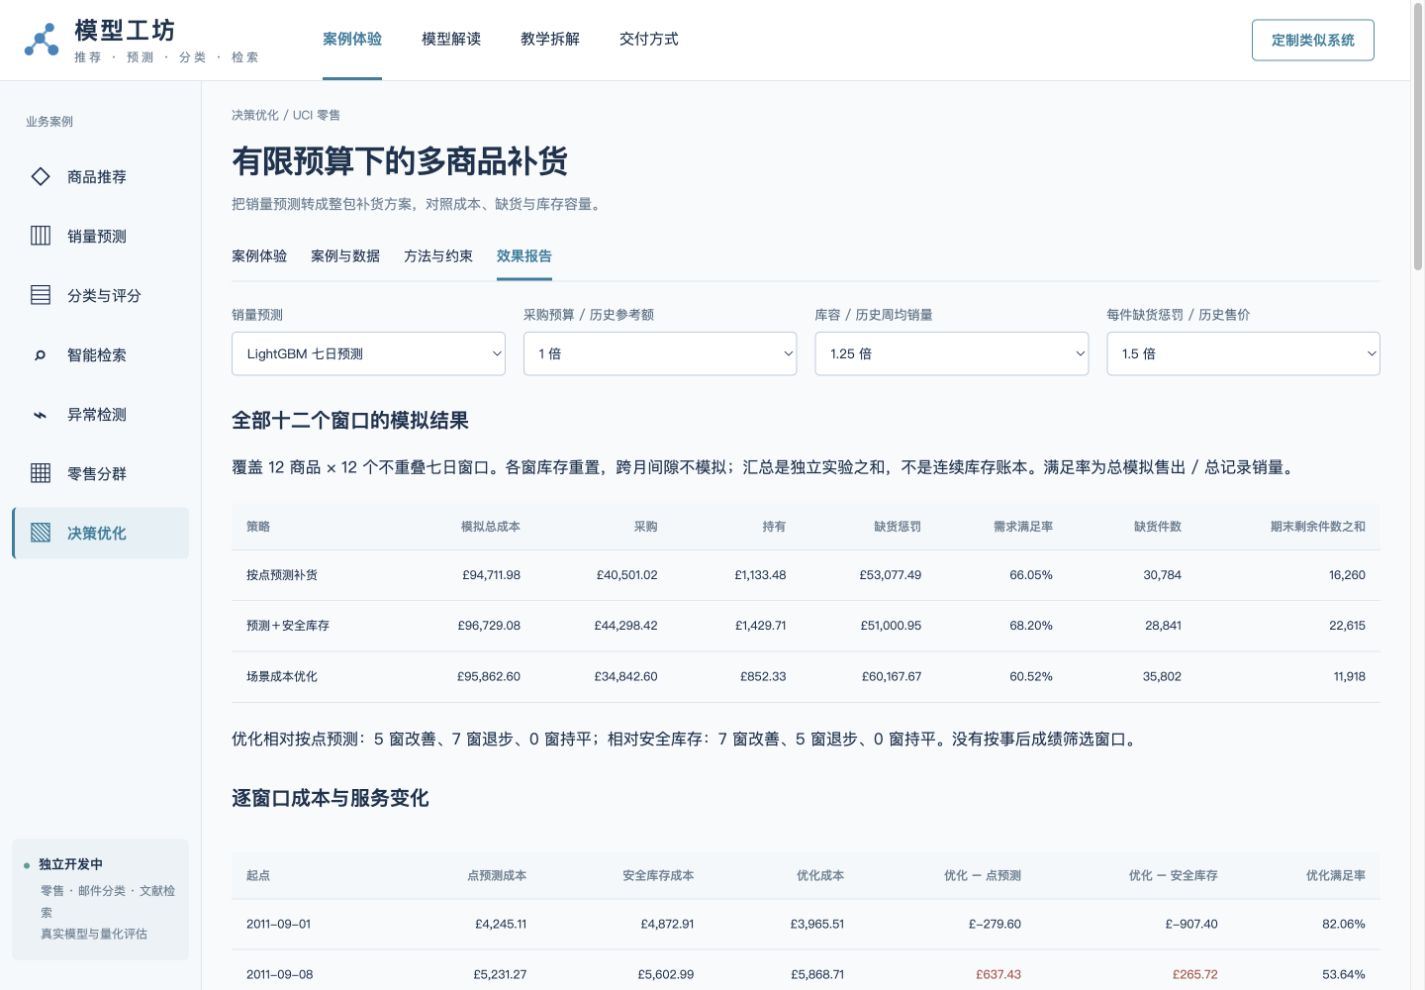 模型工坊
推荐 · 预测 · 分类 · 检索
案例体验 模型解读 教学拆解 交付方式
定制类似系统
业务案例
商品推荐
销量预测
分类与评分
智能检索
异常检测
零售分群
决策优化
独立开发中
零售 · 邮件分类 · 文献检
索
真实模型与量化评估
决策优化 / UCI 零售
有限预算下的多商品补货
把销量预测转成整包补货方案，对照成本、缺货与库存容量。
案例体验 案例与数据 方法与约束 效果报告
销量预测 采购预算 / 历史参考额 库容 / 历史周均销量 每件缺货惩罚 / 历史售价
LightGBM 七日预测 1 倍 1.25 倍 1.5 倍
全部十二个窗口的模拟结果
覆盖 12 商品 × 12 个不重叠七日窗口。各窗库存重置，跨月间隙不模拟；汇总是独立实验之和，不是连续库存账本。满足率为总模拟售出 / 总记录销量。
策略 模拟总成本 采购 持有 缺货惩罚 需求满足率 缺货件数 期末剩余件数之和
按点预测补货 £94,711.98 £40,501.02 £1,133.48 £53,077.49 66.05% 30,784 16,260
预测＋安全库存 £96,729.08 £44,298.42 £1,429.71 £51,000.95 68.20% 28,841 22,615
场景成本优化 £95,862.60 £34,842.60 £852.33 £60,167.67 60.52% 35,802 11,918
优化相对按点预测：5 窗改善、7 窗退步、0 窗持平；相对安全库存：7 窗改善、5 窗退步、0 窗持平。没有按事后成绩筛选窗口。
逐窗口成本与服务变化
起点 点预测成本 安全库存成本 优化成本 优化 － 点预测 优化 － 安全库存 优化满足率
2011-09-01 £4,245.11 £4,872.91 £3,965.51 £-279.60 £-907.40 82.06%
2011-09-08 £5,231.27 £5,602.99 £5,868.71 £637.43 £265.72 53.64%